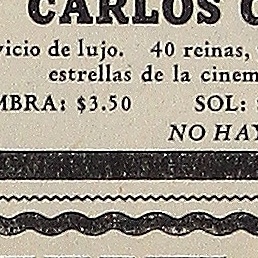 CARLOS
vicio de lujo. 40 reinas,
estrellas de la cinem
MBRA: $3.50 SOL:
NO HAY